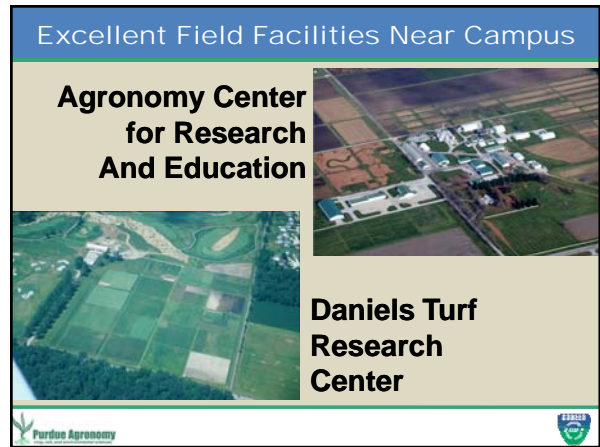 Excellent Field Facilities Near Campus
Agronomy Center
for Research
And Education
Daniels Turf
Research
Center
Purdue Agronomy